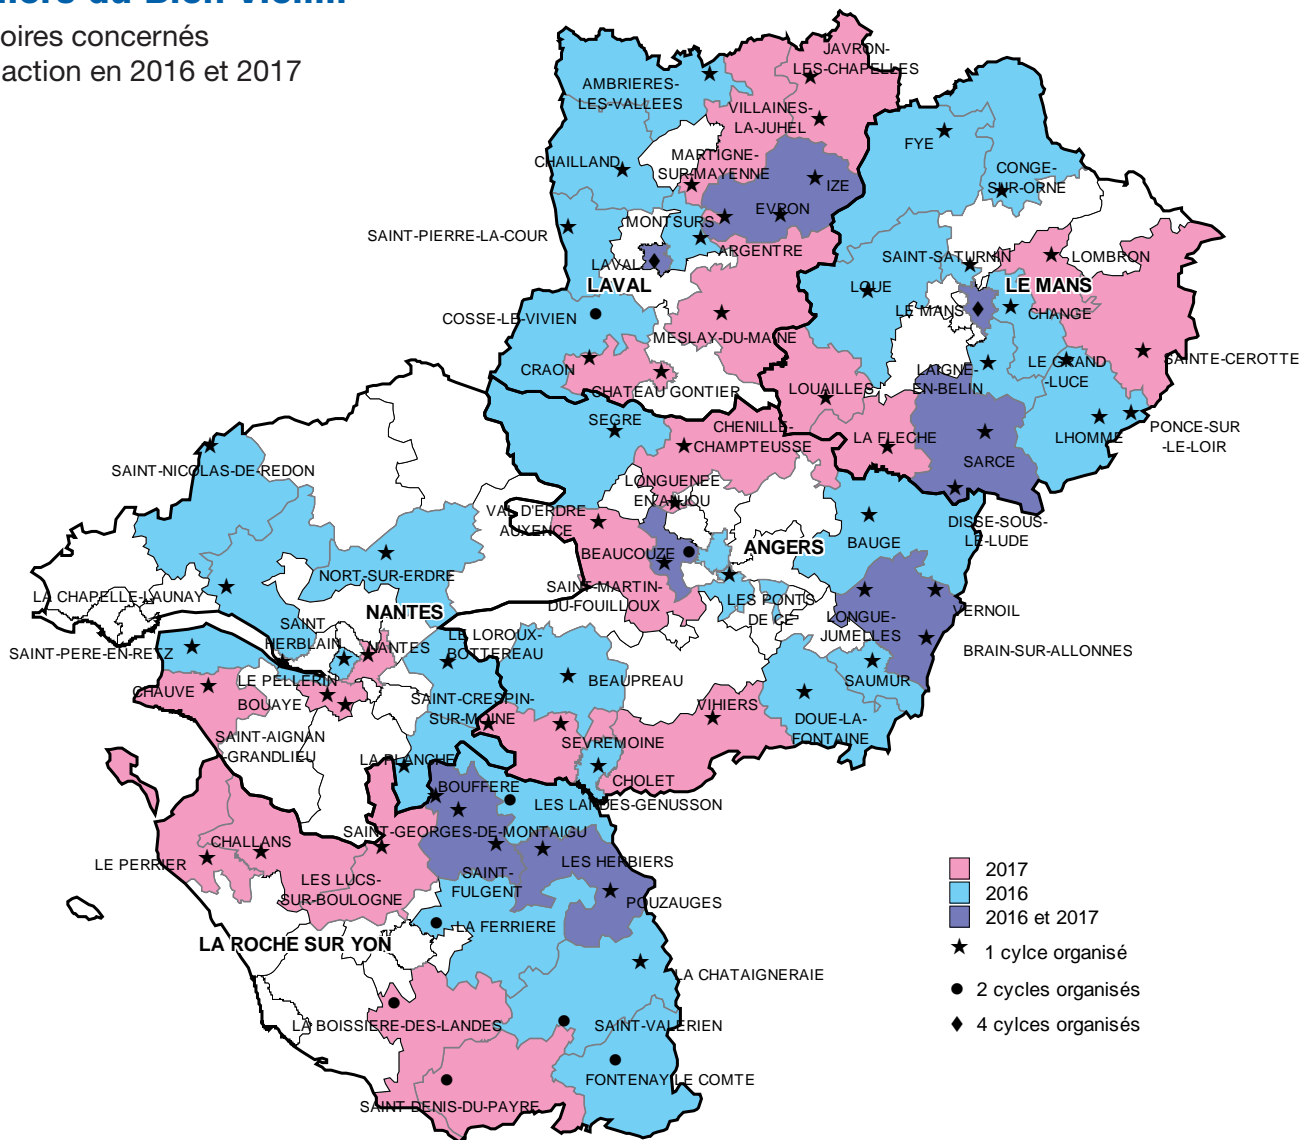 du Bien
oires concernés
action en 2016 et 2017
JAVRON-
LES-CHAPELLES
AMBRIERES-
LES-VALLEES
VILLAINES-
LA-JUHEL
FYE
MARTIGNE-
SUR/MAYENNE
CHAILLAND
CONGE-
SUR-ORNE
IZE
EVRON
MONTSURS
SAINT-PIERRE-LA-COUR
ARGENTRE
SAINT-SATURNIN
LOMBRON
LAVAL
LAVAL
LOUE
LE MANS
LE MANS
CHANGE
COSSE-LE-VIVIEN
MESLAY-DU-MAINE
CRAON
LAIGNE-
EN-BELIN
LE GRAND
-LUCE
SAINTE-CEROTTE
CHATEAU GONTIER
LOUAILLES
SEGRE
CHENILLE-
CHAMPTEUSSE
LA FLECHE
LHOMME
PONCE-SUR
-LE-LOIR
SARCE
SAINT-NICOLAS-DE-REDON
LONGUENEE
EN ANJOU
VAL D'ERDRE
AUXENCE
DISSE-SOUS-
LE-LUDE
BAUGE
BEAUCOUZE
ANGERS
NORT-SUR-ERDRE
LA CHAPELLE-LAUNAY
SAINT-MARTIN-
DU-FOUILLOUX
LES PONTS
DE CE
LONGUE-
JUMELLES
VERNOIL
NANTES
SAINT
HERBLAIN
NANTES
LE LOROUX-
BOTTEREAU
BRAIN-SUR-ALLONNES
SAINT-PERE-EN-RETZ
LE PELLERIN
BEAUPREAU
SAUMUR
CHAUVE
BOUAYE
SAINT-CRESPIN-
SUR-MOINE
VIHIERS
DOUE-LA-
FONTAINE
SAINT-AIGNAN
-GRANDLIEU
SEVREMOINE
LA PLANCHE
CHOLET
BOUFFERE
LES LANDES-GENUSSON
SAINT-GEORGES-DE-MONTAIGU
CHALLANS
LE PERRIER
LES HERBIERS
LES LUCS-
SUR-BOULOGNE
SAINT-
FULGENT
POUZAUGES
LA FERRIERE
LA ROCHE SUR YON
LA CHATAIGNERAIE
LA BOISSIERE-DES-LANDES
SAINT-VALERIEN
FONTENAY LE COMTE
SAINT-DENIS-DU-PAYRE
2017
2016
2016 et 2017
1 cylce organisé
2 cycles organisés
4 cylces organisés